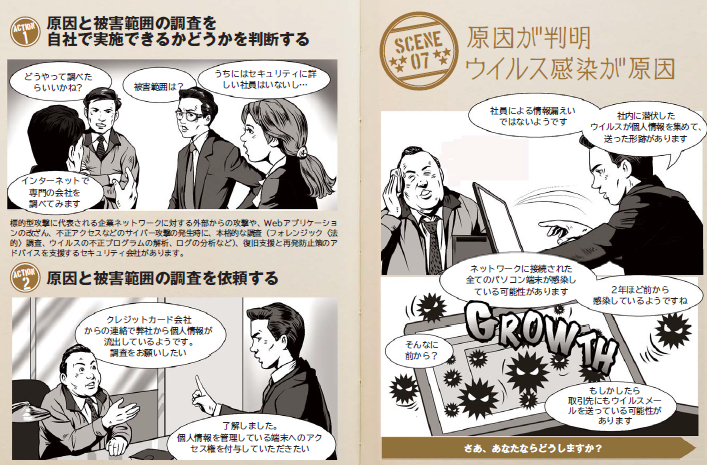 ACTION
1
原因と被害範囲の調査を
自社で実施できるかどうかを判断する
どうやって調べた
らいいかね？
被害範囲は？
うちにはセキュリティに詳
しい社員はいないし…
インターネットで
専門の会社を
調べてみます
標的型攻撃に代表される企業ネットワークに対する外部からの攻撃や、Webアプリケーショ
ンの改ざん、不正アクセスなどのサイバー攻撃の発生時に、本格的な調査（フォレンジック（法
的）調査、ウイルスの不正プログラムの解析、ログの分析など）、復旧支援と再発防止策のア
ドバイスを支援するセキュリティ会社があります。
ACTION
2
原因と被害範囲の調査を依頼する
クレジットカード会社
からの連絡で弊社から個人情報が
流出しているようです。
調査をお願いしたい
了解しました。
個人情報を管理している端末へのアク
セス権を付与していただきたい
SCENE
07
原因が判明
ウイルス感染が原因
社員による情報漏えい
ではないようです
社内に潜伏した
ウイルスが個人情報を集めて、
送った形跡があります
ネットワークに接続された
全てのパソコン端末が感染し
ている可能性があります
2年ほど前から
感染しているようですね
GROWTH
そんなに
前から？
もしかしたら
取引先にもウイルスメー
ルを送っている可能性が
あります
さあ、あなたならどうしますか？